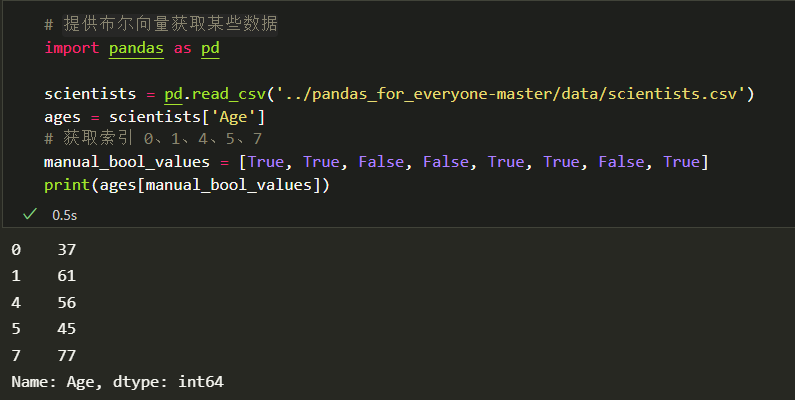 # 提供布尔向量获取某些数据
import pandas as pd
scientists = pd.read_csv('../pandas_for_everyone-master/data/scientists.csv')
ages = scientists['Age']
# 获取索引 0、1、4、5、7
manual_bool_values = [True, True, False, False, True, True, False, True]
print(ages[manual_bool_values])
0.5s
0    37
1    61
4    56
5    45
7    77
Name: Age, dtype: int64